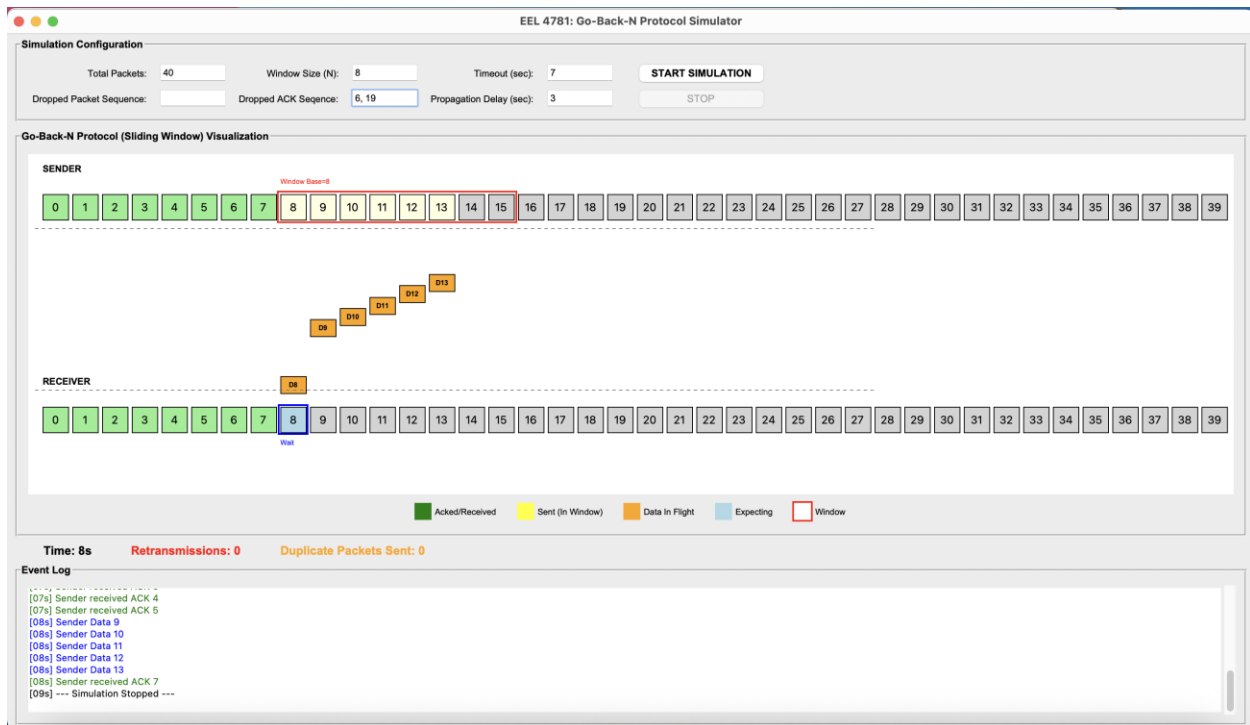 EEL 4781: Go-Back-N Protocol Simulator
Simulation Configuration
Total Packets: 40 Window Size (N): 8 Timeout (sec): 7 START SIMULATION
Dropped Packet Sequence: Dropped ACK Seqence: 6, 19 Propagation Delay (sec): 3 STOP
Go-Back-N Protocol (Sliding Window) Visualization
SENDER
Window Base=8
0 1 2 3 4 5 6 7 8 9 10 11 12 13 14 15 16 17 18 19 20 21 22 23 24 25 26 27 28 29 30 31 32 33 34 35 36 37 38 39
D13
D12
D11
D10
D9
RECEIVER
D8
0 1 2 3 4 5 6 7 8 9 10 11 12 13 14 15 16 17 18 19 20 21 22 23 24 25 26 27 28 29 30 31 32 33 34 35 36 37 38 39
Wait
Acked/Received Sent (In Window) Data In Flight Expecting Window
Time: 8s Retransmissions: 0 Duplicate Packets Sent: 0
Event Log
[07s] Sender received ACK 4
[07s] Sender received ACK 5
[08s] Sender Data 9
[08s] Sender Data 10
[08s] Sender Data 11
[08s] Sender Data 12
[08s] Sender Data 13
[08s] Sender received ACK 7
[09s] --- Simulation Stopped ---